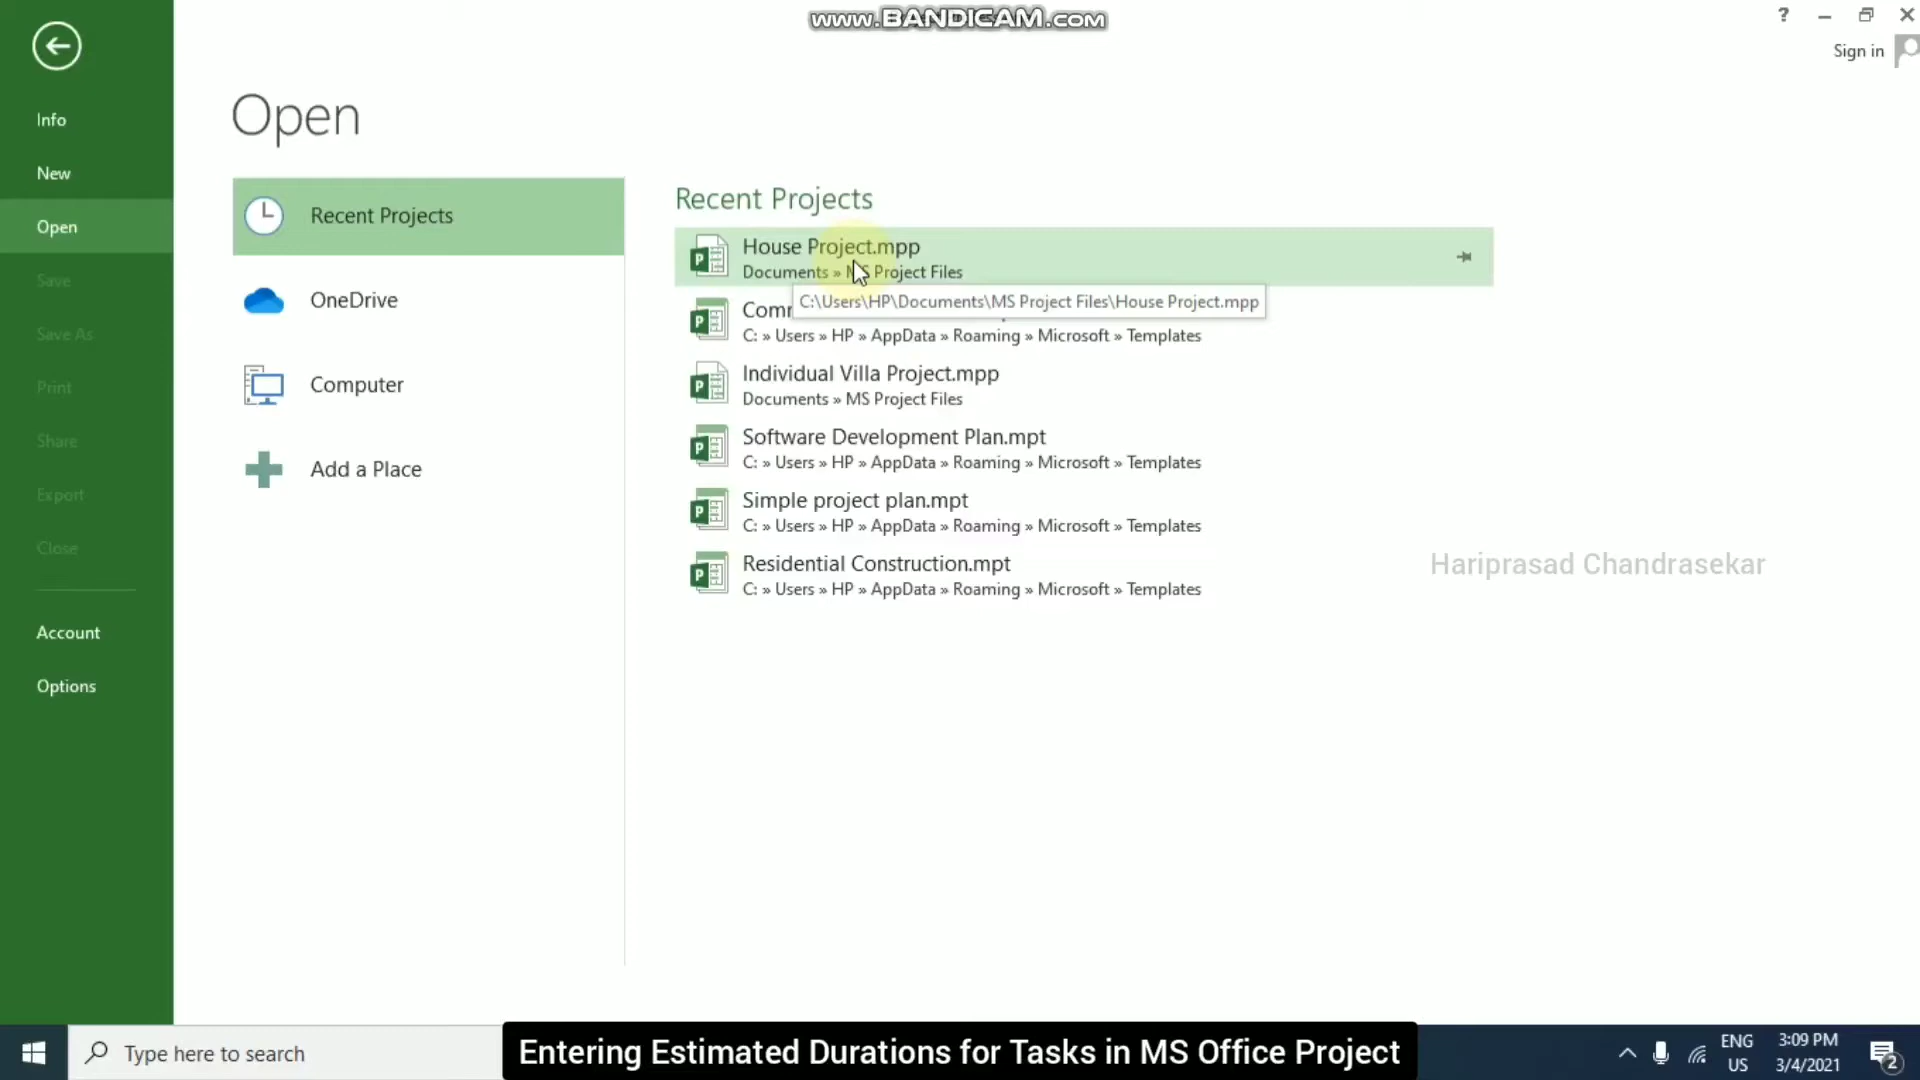 www.BANDICAM.com
?
Sign in
Open
Info
New
Open
Save
Save As
Print
Share
Export
Close
Account
Options
Recent Projects
OneDrive
Computer
Add a Place
Recent Projects
House Project.mpp
Documents » MS Project Files
C:\Users\HP\Documents\MS Project Files\House Project.mpp
C: » Users » HP » AppData » Roaming » Microsoft » Templates
Individual Villa Project.mpp
Documents » MS Project Files
Software Development Plan.mpt
C: » Users » HP » AppData » Roaming » Microsoft » Templates
Simple project plan.mpt
C: » Users » HP » AppData » Roaming » Microsoft » Templates
Residential Construction.mpt
C: » Users » HP » AppData » Roaming » Microsoft » Templates
Hariprasad Chandrasekar
Type here to search
Entering Estimated Durations for Tasks in MS Office Project
ENG
US
3:09 PM
3/4/2021
2